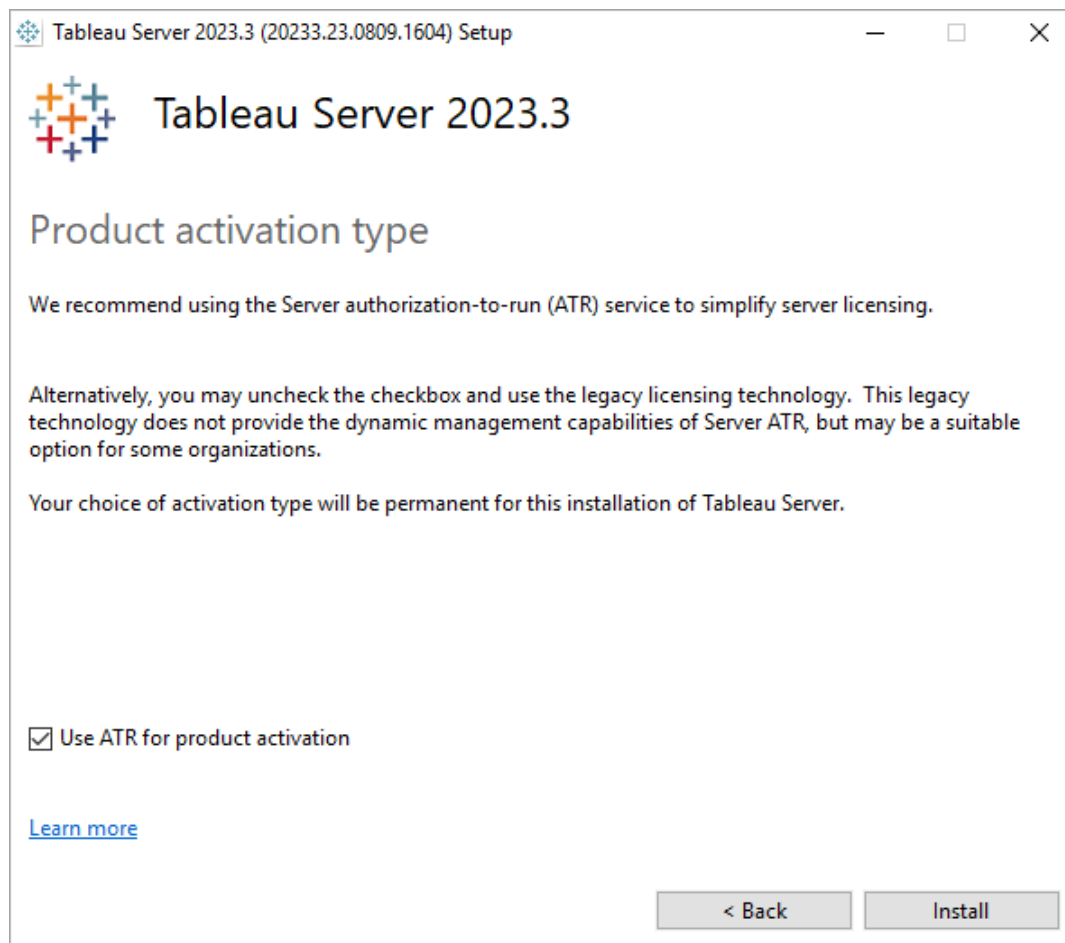 Tableau Server 2023.3 (20233.23.0809.1604) Setup
Tableau Server 2023.3
Product activation type
We recommend using the Server authorization-to-run (ATR) service to simplify server licensing.
Alternatively, you may uncheck the checkbox and use the legacy licensing technology.  This legacy
technology does not provide the dynamic management capabilities of Server ATR, but may be a suitable
option for some organizations.
Your choice of activation type will be permanent for this installation of Tableau Server.
Use ATR for product activation
Learn more
< Back
Install